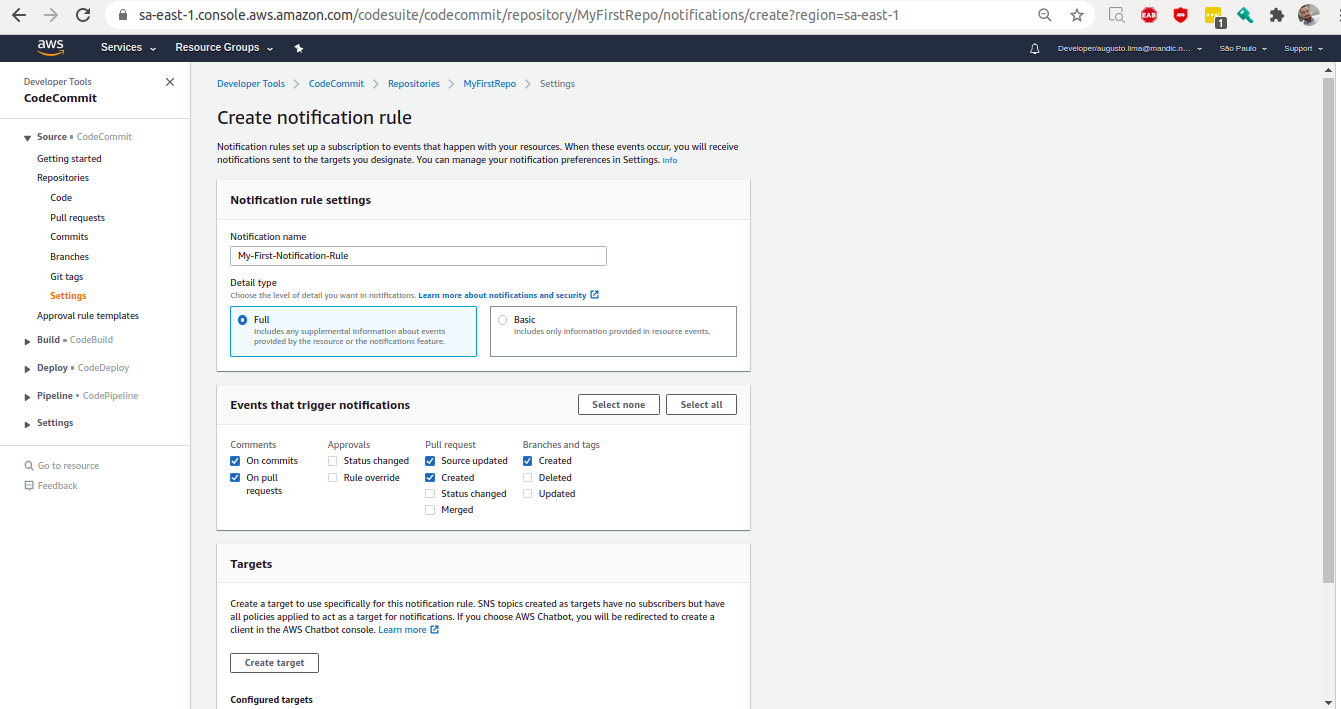 sa-east-1.console.aws.amazon.com/codesuite/codecommit/repository/MyFirstRepo/notifications/create?region=sa-east-1
EAB
ABP
1
aws
Services
Resource Groups
Developer/augusto.lima@mandic.n...
São Paulo
Support
Developer Tools
CodeCommit
Source • CodeCommit
Getting started
Repositories
Code
Pull requests
Commits
Branches
Git tags
Settings
Approval rule templates
Build • CodeBuild
Deploy • CodeDeploy
Pipeline • CodePipeline
Settings
Go to resource
Feedback
Developer Tools > CodeCommit > Repositories > MyFirstRepo > Settings
Create notification rule
Notification rules set up a subscription to events that happen with your resources. When these events occur, you will receive
notifications sent to the targets you designate. You can manage your notification preferences in Settings. Info
Notification rule settings
Notification name
My-First-Notification-Rule
Detail type
Choose the level of detail you want in notifications. Learn more about notifications and security
Full
Includes any supplemental information about events
provided by the resource or the notifications feature.
Basic
Includes only information provided in resource events.
Events that trigger notifications
Select none
Select all
Comments
On commits
On pull
requests
Approvals
Status changed
Rule override
Pull request
Source updated
Created
Status changed
Merged
Branches and tags
Created
Deleted
Updated
Targets
Create a target to use specifically for this notification rule. SNS topics created as targets have no subscribers but have
all policies applied to act as a target for notifications. If you choose AWS Chatbot, you will be redirected to create a
client in the AWS Chatbot console. Learn more
Create target
Configured targets